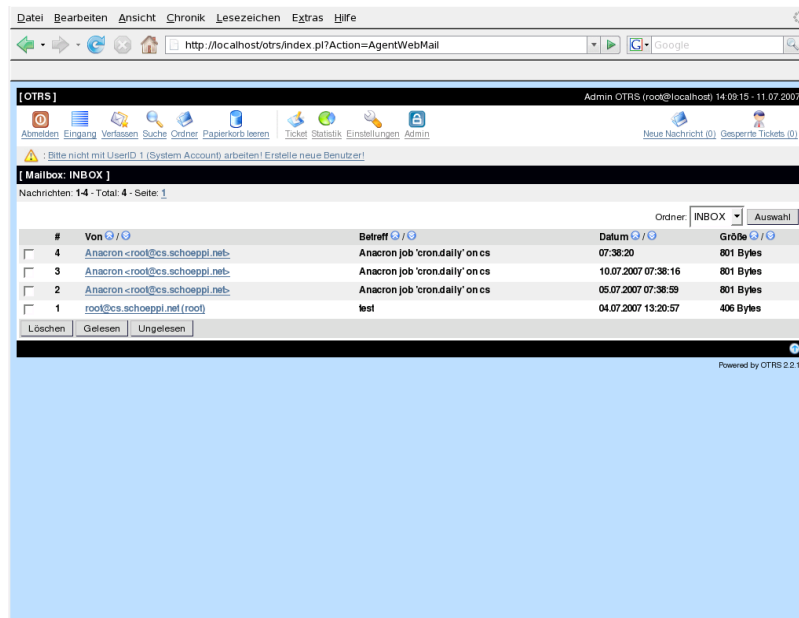 Datei Bearbeiten Ansicht Chronik Lesezeichen Extras Hilfe
http://localhost/otrs/index.pl?Action=AgentWebMail G Google
[ OTRS ] Admin OTRS (root@localhost) 14:09:15 - 11.07.2007
Abmelden Eingang Verfassen Suche Ordner Papierkorb leeren Ticket Statistik Einstellungen Admin Neue Nachricht (0) Gesperrte Tickets (0)
: Bitte nicht mit UserID 1 (System Account) arbeiten! Erstelle neue Benutzer!
[ Mailbox: INBOX ]
Nachrichten: 1-4 - Total: 4 - Seite: 1
Ordner: INBOX Auswahl
# Von / Betreff / Datum / Größe /
4 Anacron <root@cs.schoeppi.net> Anacron job 'cron.daily' on cs 07:38:20 801 Bytes
3 Anacron <root@cs.schoeppi.net> Anacron job 'cron.daily' on cs 10.07.2007 07:38:16 801 Bytes
2 Anacron <root@cs.schoeppi.net> Anacron job 'cron.daily' on cs 05.07.2007 07:38:59 801 Bytes
1 root@cs.schoeppi.net (root) test 04.07.2007 13:20:57 406 Bytes
Löschen Gelesen Ungelesen
Powered by OTRS 2.2.1